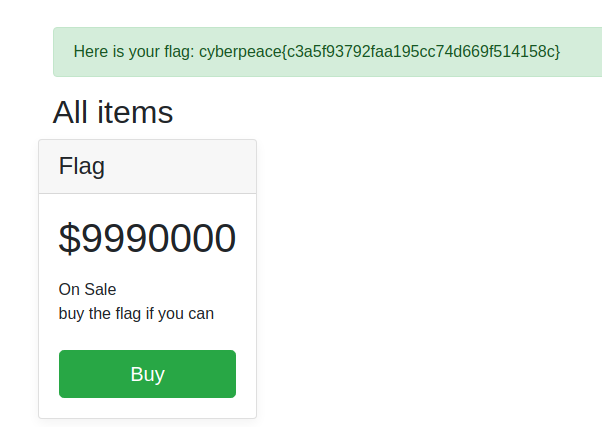 Here is your flag: cyberpeace{c3a5f93792faa195cc74d669f514158c}
All items
Flag
$9990000
On Sale
buy the flag if you can
Buy